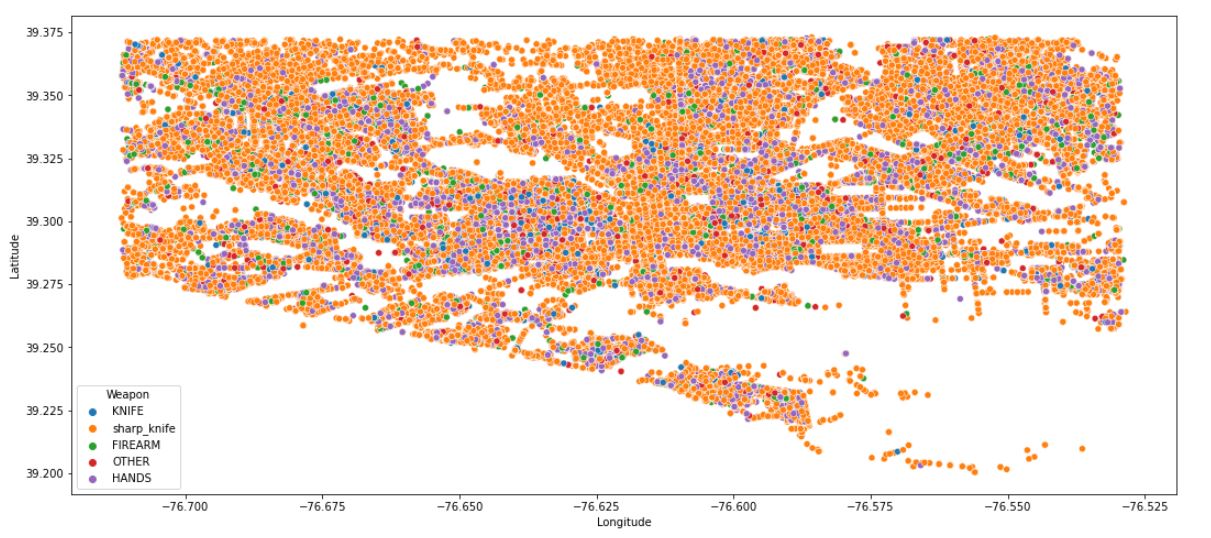 39.375
39.350
39.325
39.300
39.275
39.250
39.225
39.200
Latitude
Weapon
KNIFE
sharp_knife
FIREARM
OTHER
HANDS
−76.700
−76.675
−76.650
−76.625
−76.600
−76.575
−76.550
−76.525
Longitude